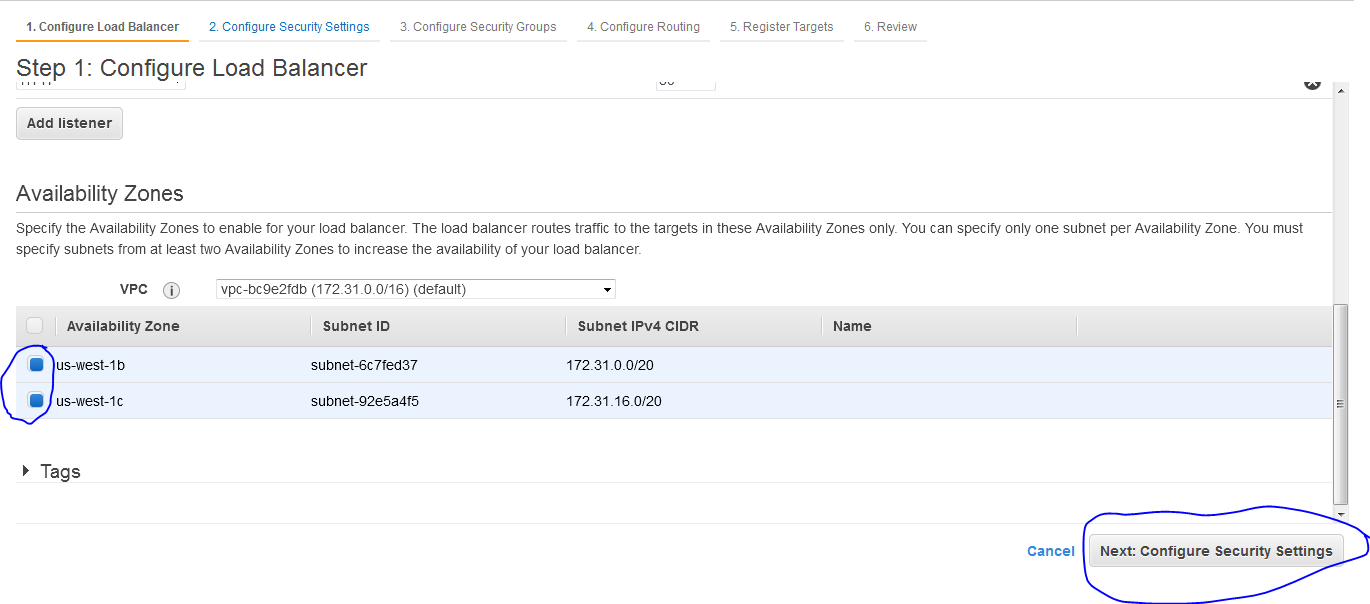 1. Configure Load Balancer 2. Configure Security Settings 3. Configure Security Groups 4. Configure Routing 5. Register Targets 6. Review
Step 1: Configure Load Balancer
Add listener
Availability Zones
Specify the Availability Zones to enable for your load balancer. The load balancer routes traffic to the targets in these Availability Zones only. You can specify only one subnet per Availability Zone. You must
specify subnets from at least two Availability Zones to increase the availability of your load balancer.
VPC i vpc-bc9e2fdb (172.31.0.0/16) (default)
Availability Zone Subnet ID Subnet IPv4 CIDR Name
us-west-1b subnet-6c7fed37 172.31.0.0/20
us-west-1c subnet-92e5a4f5 172.31.16.0/20
Tags
Cancel Next: Configure Security Settings